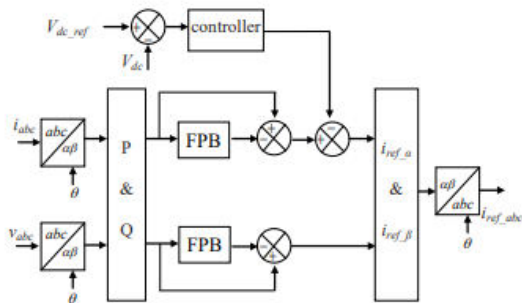 V_dc_ref
+
−
controller
V_dc
i_abc
abc
αβ
θ
P
&
Q
FPB
+
−
−
+
i_ref_α
&
i_ref_β
αβ
abc
θ
i_ref_abc
v_abc
abc
αβ
θ
FPB
−
+